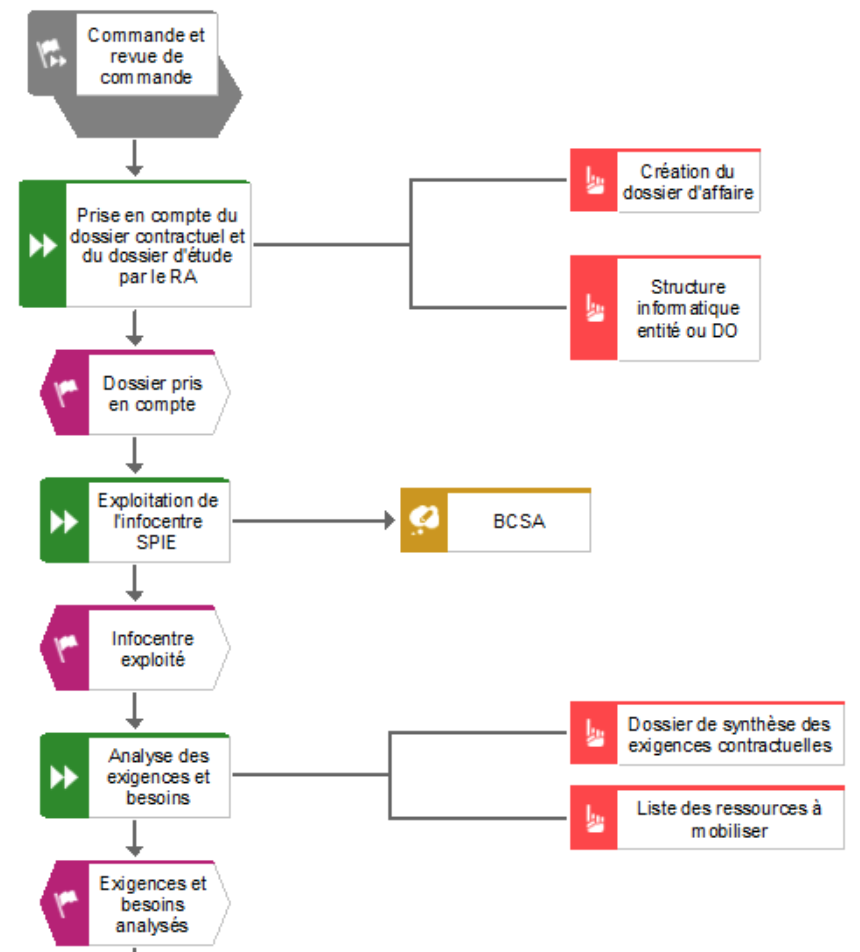 Commande et
revue de
commande
Prise en compte du
dossier contractuel et
du dossier d'étude
par le RA
Création du
dossier d'affaire
Structure
informatique
entité ou DO
Dossier pris
en compte
Exploitation de
l'infocentre
SPIE
BCSA
Infocentre
exploité
Analyse des
exigences et
besoins
Dossier de synthèse des
exigences contractuelles
Liste des ressources à
mobiliser
Exigences et
besoins
analysés